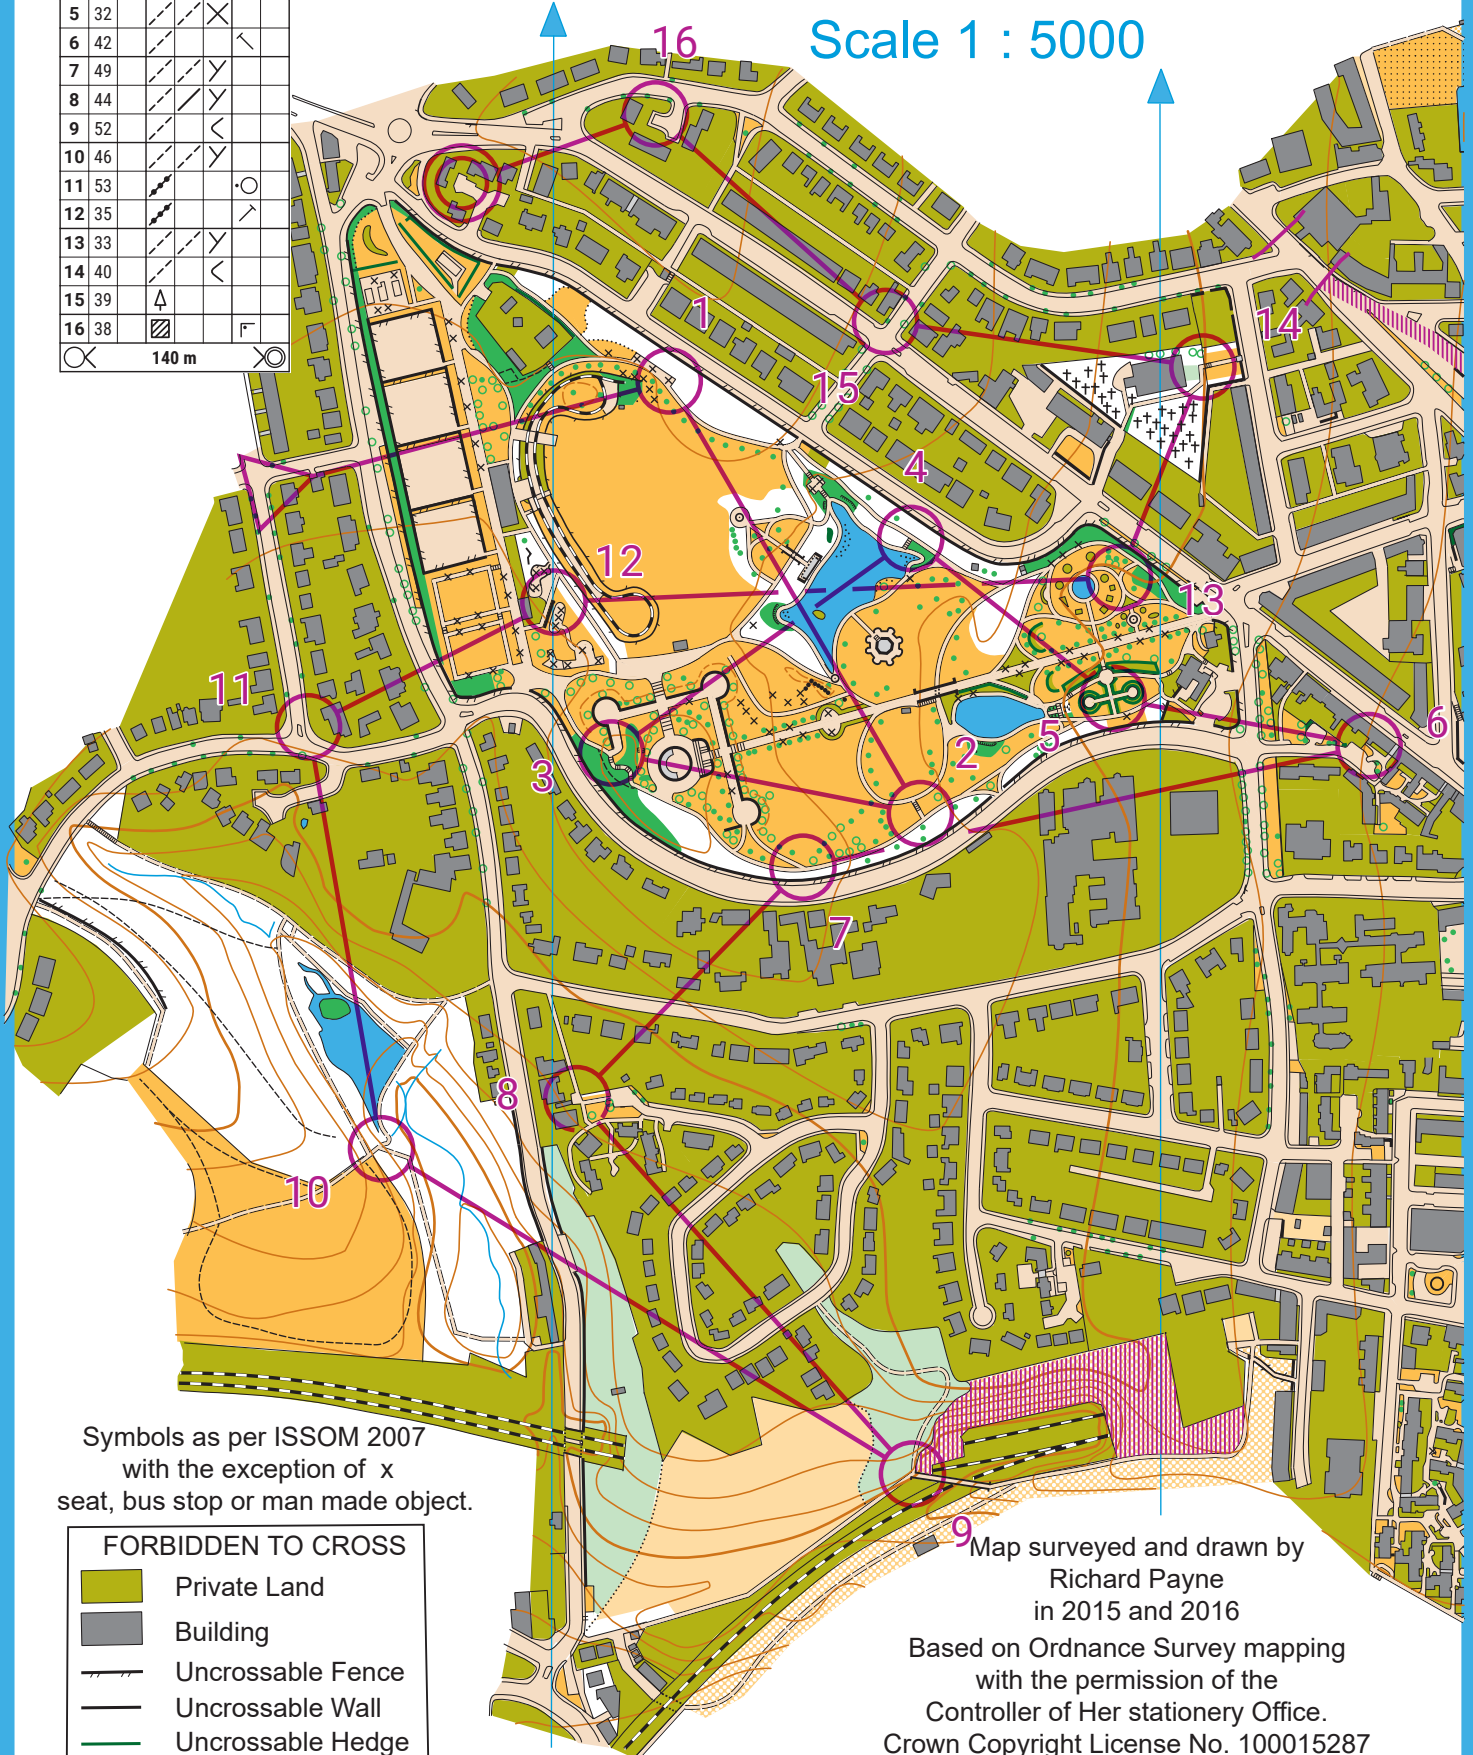 5 32
6 42
7 49
8 44
9 52
10 46
11 53
12 35
13 33
14 40
15 39
16 38
140 m
Scale 1 : 5000
16
1
14
15
4
12
13
11
6
2
5
3
7
8
10
9
Symbols as per ISSOM 2007
with the exception of x
seat, bus stop or man made object.
FORBIDDEN TO CROSS
Private Land
Building
Uncrossable Fence
Uncrossable Wall
Uncrossable Hedge
Map surveyed and drawn by
Richard Payne
in 2015 and 2016
Based on Ordnance Survey mapping
with the permission of the
Controller of Her stationery Office.
Crown Copyright License No. 100015287